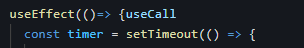 useEffect(()=> {useCall
const timer = setTimeout(() => {